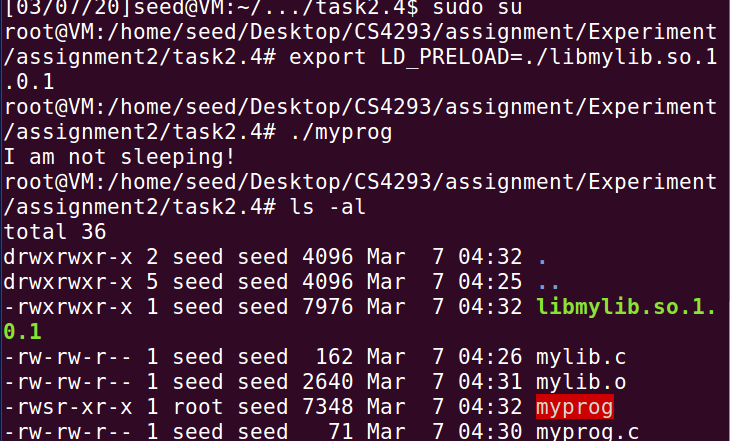 [03/07/20]seed@VM:~/.../task2.4$ sudo su
root@VM:/home/seed/Desktop/CS4293/assignment/Experiment
/assignment2/task2.4# export LD_PRELOAD=./libmylib.so.1
.0.1
root@VM:/home/seed/Desktop/CS4293/assignment/Experiment
/assignment2/task2.4# ./myprog
I am not sleeping!
root@VM:/home/seed/Desktop/CS4293/assignment/Experiment
/assignment2/task2.4# ls -al
total 36
drwxrwxr-x 2 seed seed 4096 Mar  7 04:32 .
drwxrwxr-x 5 seed seed 4096 Mar  7 04:25 ..
-rwxrwxr-x 1 seed seed 7976 Mar  7 04:32 libmylib.so.1.
0.1
-rw-rw-r-- 1 seed seed  162 Mar  7 04:26 mylib.c
-rw-rw-r-- 1 seed seed 2640 Mar  7 04:31 mylib.o
-rwsr-xr-x 1 root seed 7348 Mar  7 04:32 myprog
-rw-rw-r-- 1 seed seed   71 Mar  7 04:30 myprog.c